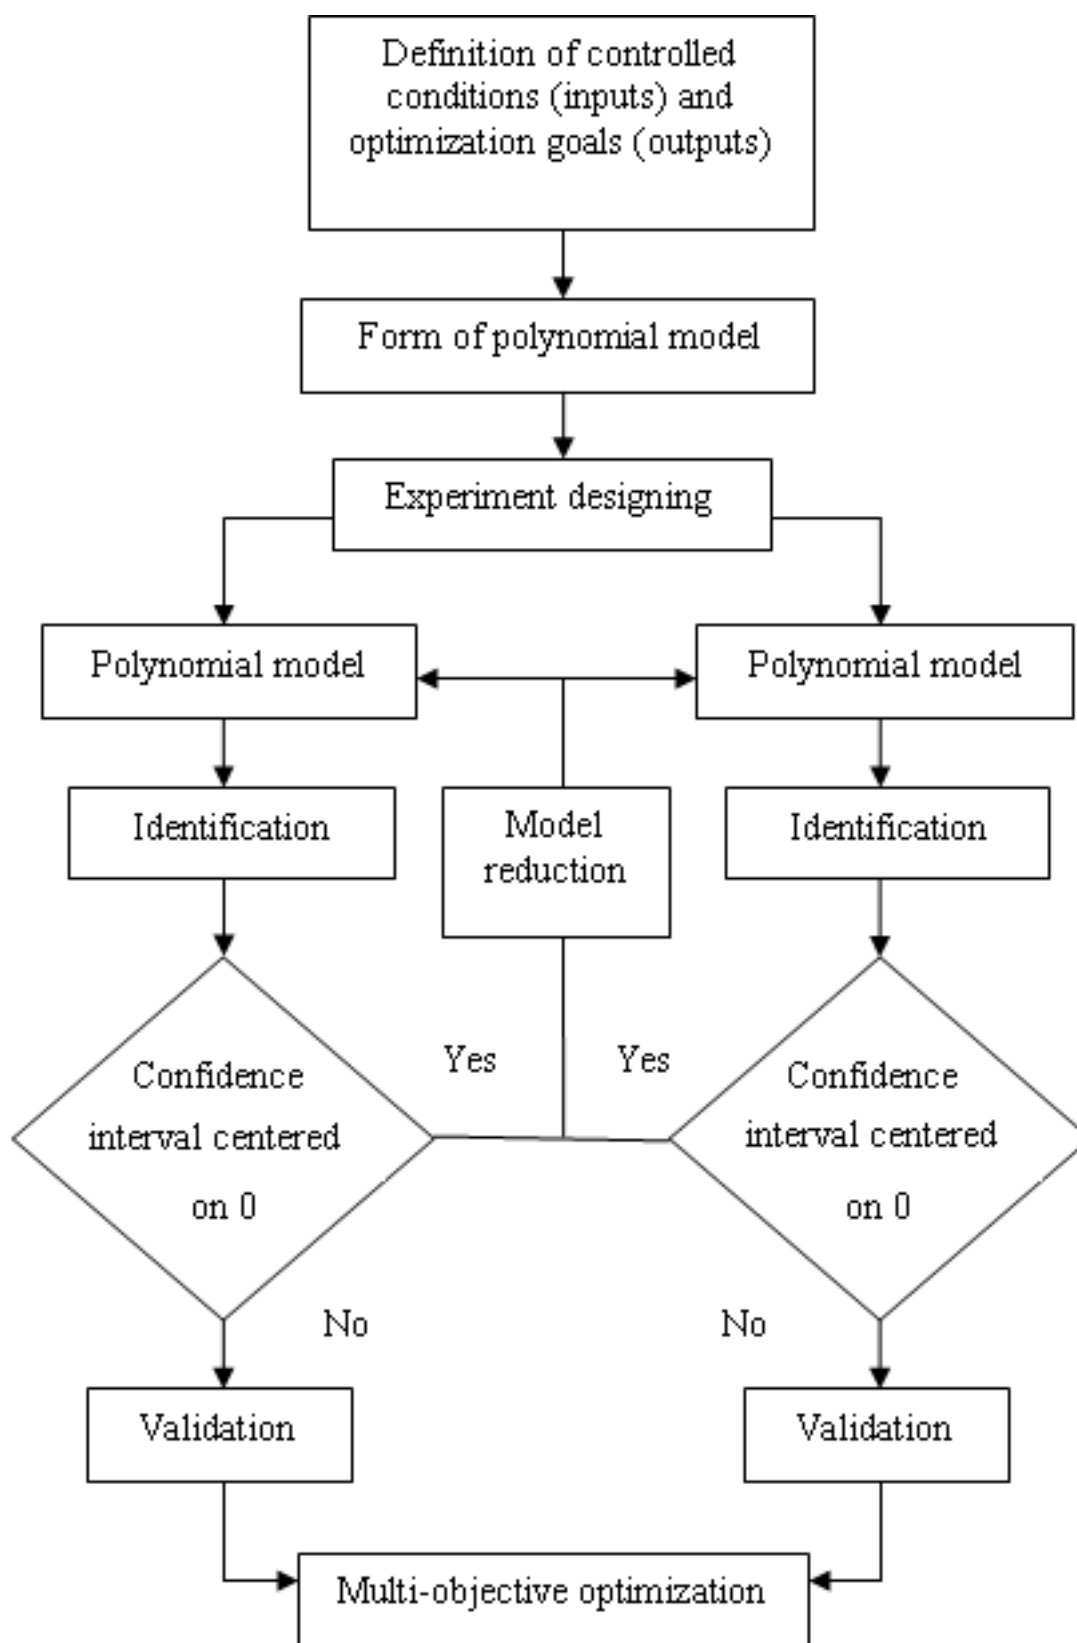 Definition of controlled
conditions (inputs) and
optimization goals (outputs)
Form of polynomial model
Experiment designing
Polynomial model
Polynomial model
Identification
Model
reduction
Identification
Yes
Yes
Confidence
interval centered
on 0
Confidence
interval centered
on 0
No
No
Validation
Validation
Multi-objective optimization